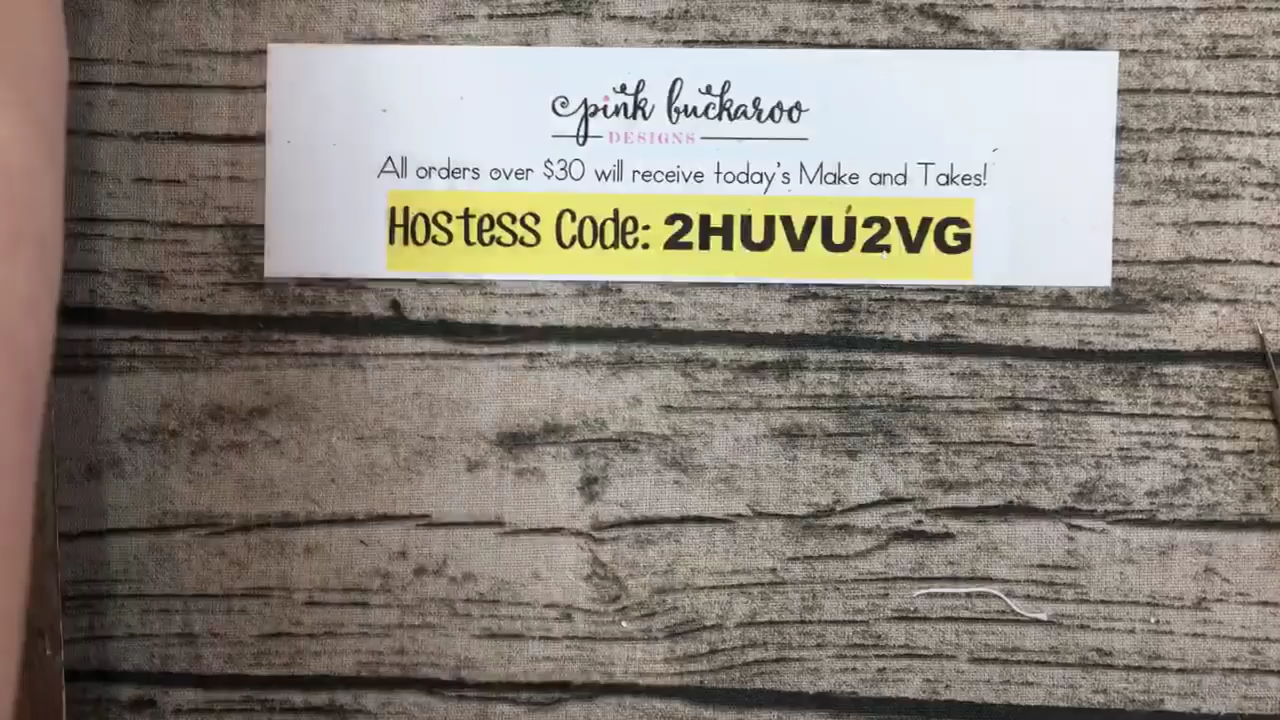 pink buckaroo
DESIGNS
All orders over $30 will receive today's Make and Takes!
Hostess Code: 2HUVU2VG